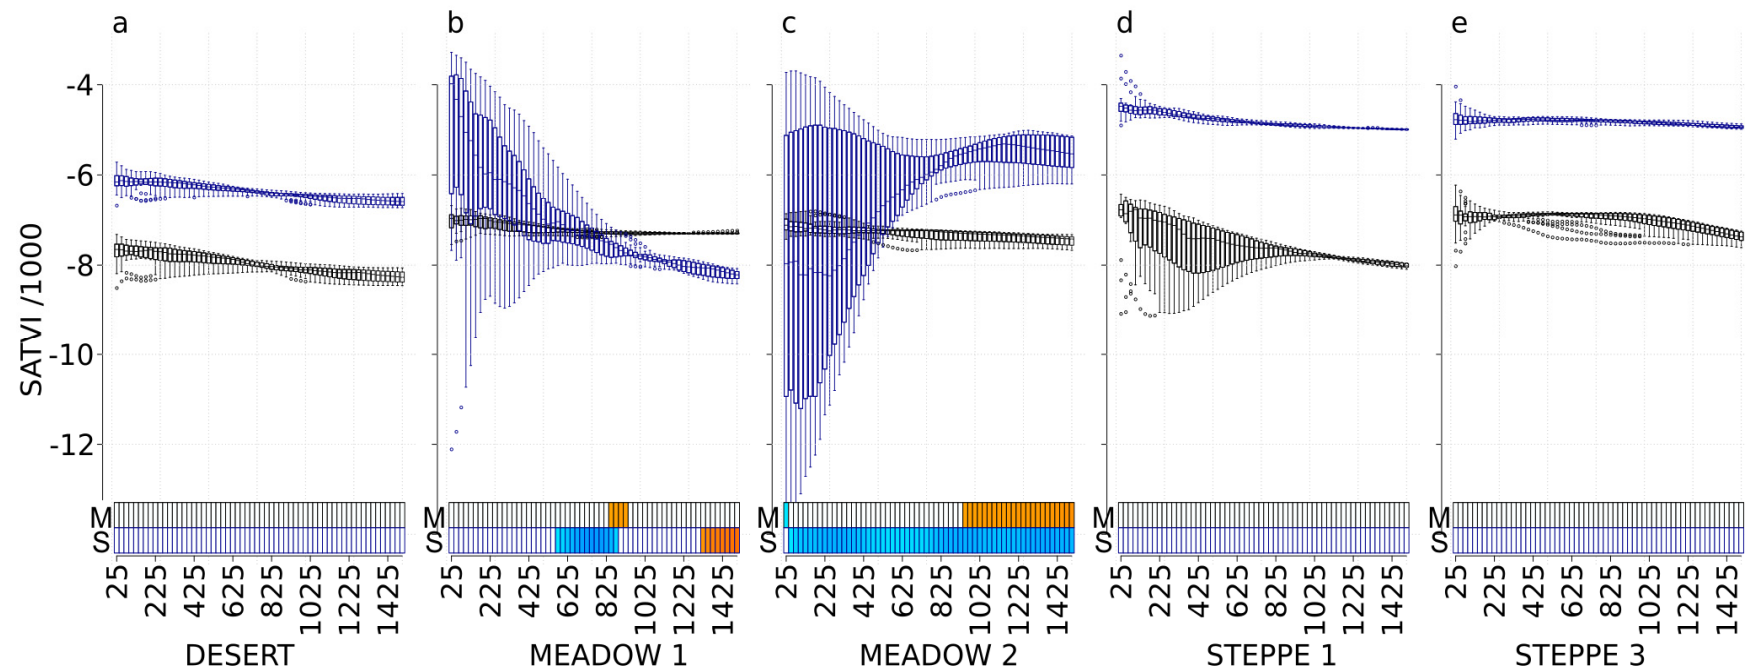 a b c d e
SATVI /1000
-4
-6
-8
-10
-12
M M M M M
S S S S S
25 225 425 625 825 1025 1225 1425
25 225 425 625 825 1025 1225 1425
25 225 425 625 825 1025 1225 1425
25 225 425 625 825 1025 1225 1425
25 225 425 625 825 1025 1225 1425
DESERT MEADOW 1 MEADOW 2 STEPPE 1 STEPPE 3